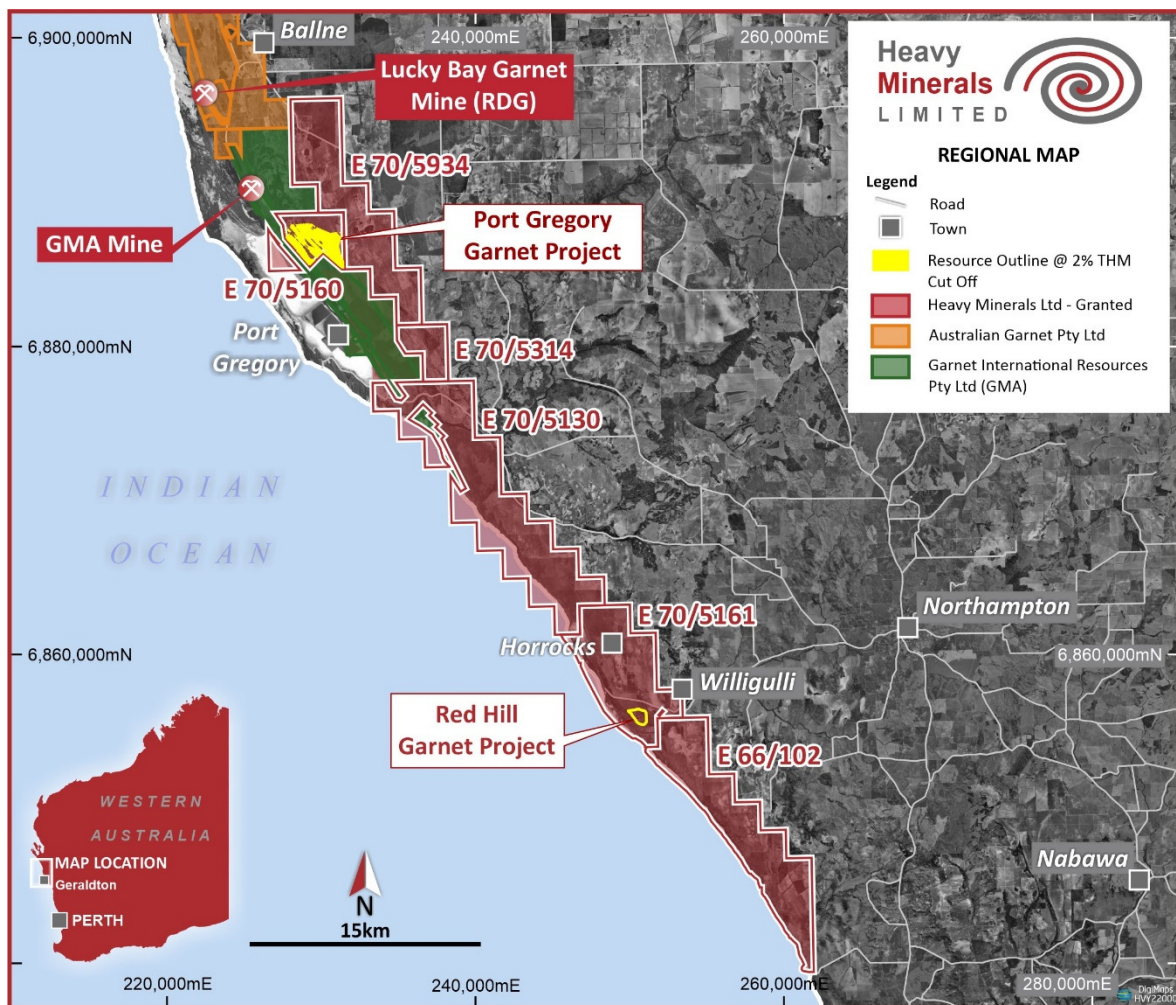 6,900,000mN
Ballne
240,000mE
260,000mE
Lucky Bay Garnet
Mine (RDG)
Heavy
Minerals
LIMITED
REGIONAL MAP
Legend
Road
Town
Resource Outline @ 2% THM
Cut Off
Heavy Minerals Ltd - Granted
Australian Garnet Pty Ltd
Garnet International Resources
Pty Ltd (GMA)
E 70/5934
Port Gregory
Garnet Project
GMA Mine
E 70/5160
Port
Gregory
6,880,000mN
E 70/5314
E 70/5130
INDIAN
OCEAN
E 70/5161
Northampton
Horrocks
6,860,000mN
Willigulli
Red Hill
Garnet Project
E 66/102
WESTERN
AUSTRALIA
MAP LOCATION
Geraldton
PERTH
N
15km
Nabawa
220,000mE
240,000mE
260,000mE
280,000mE
DigiMaps